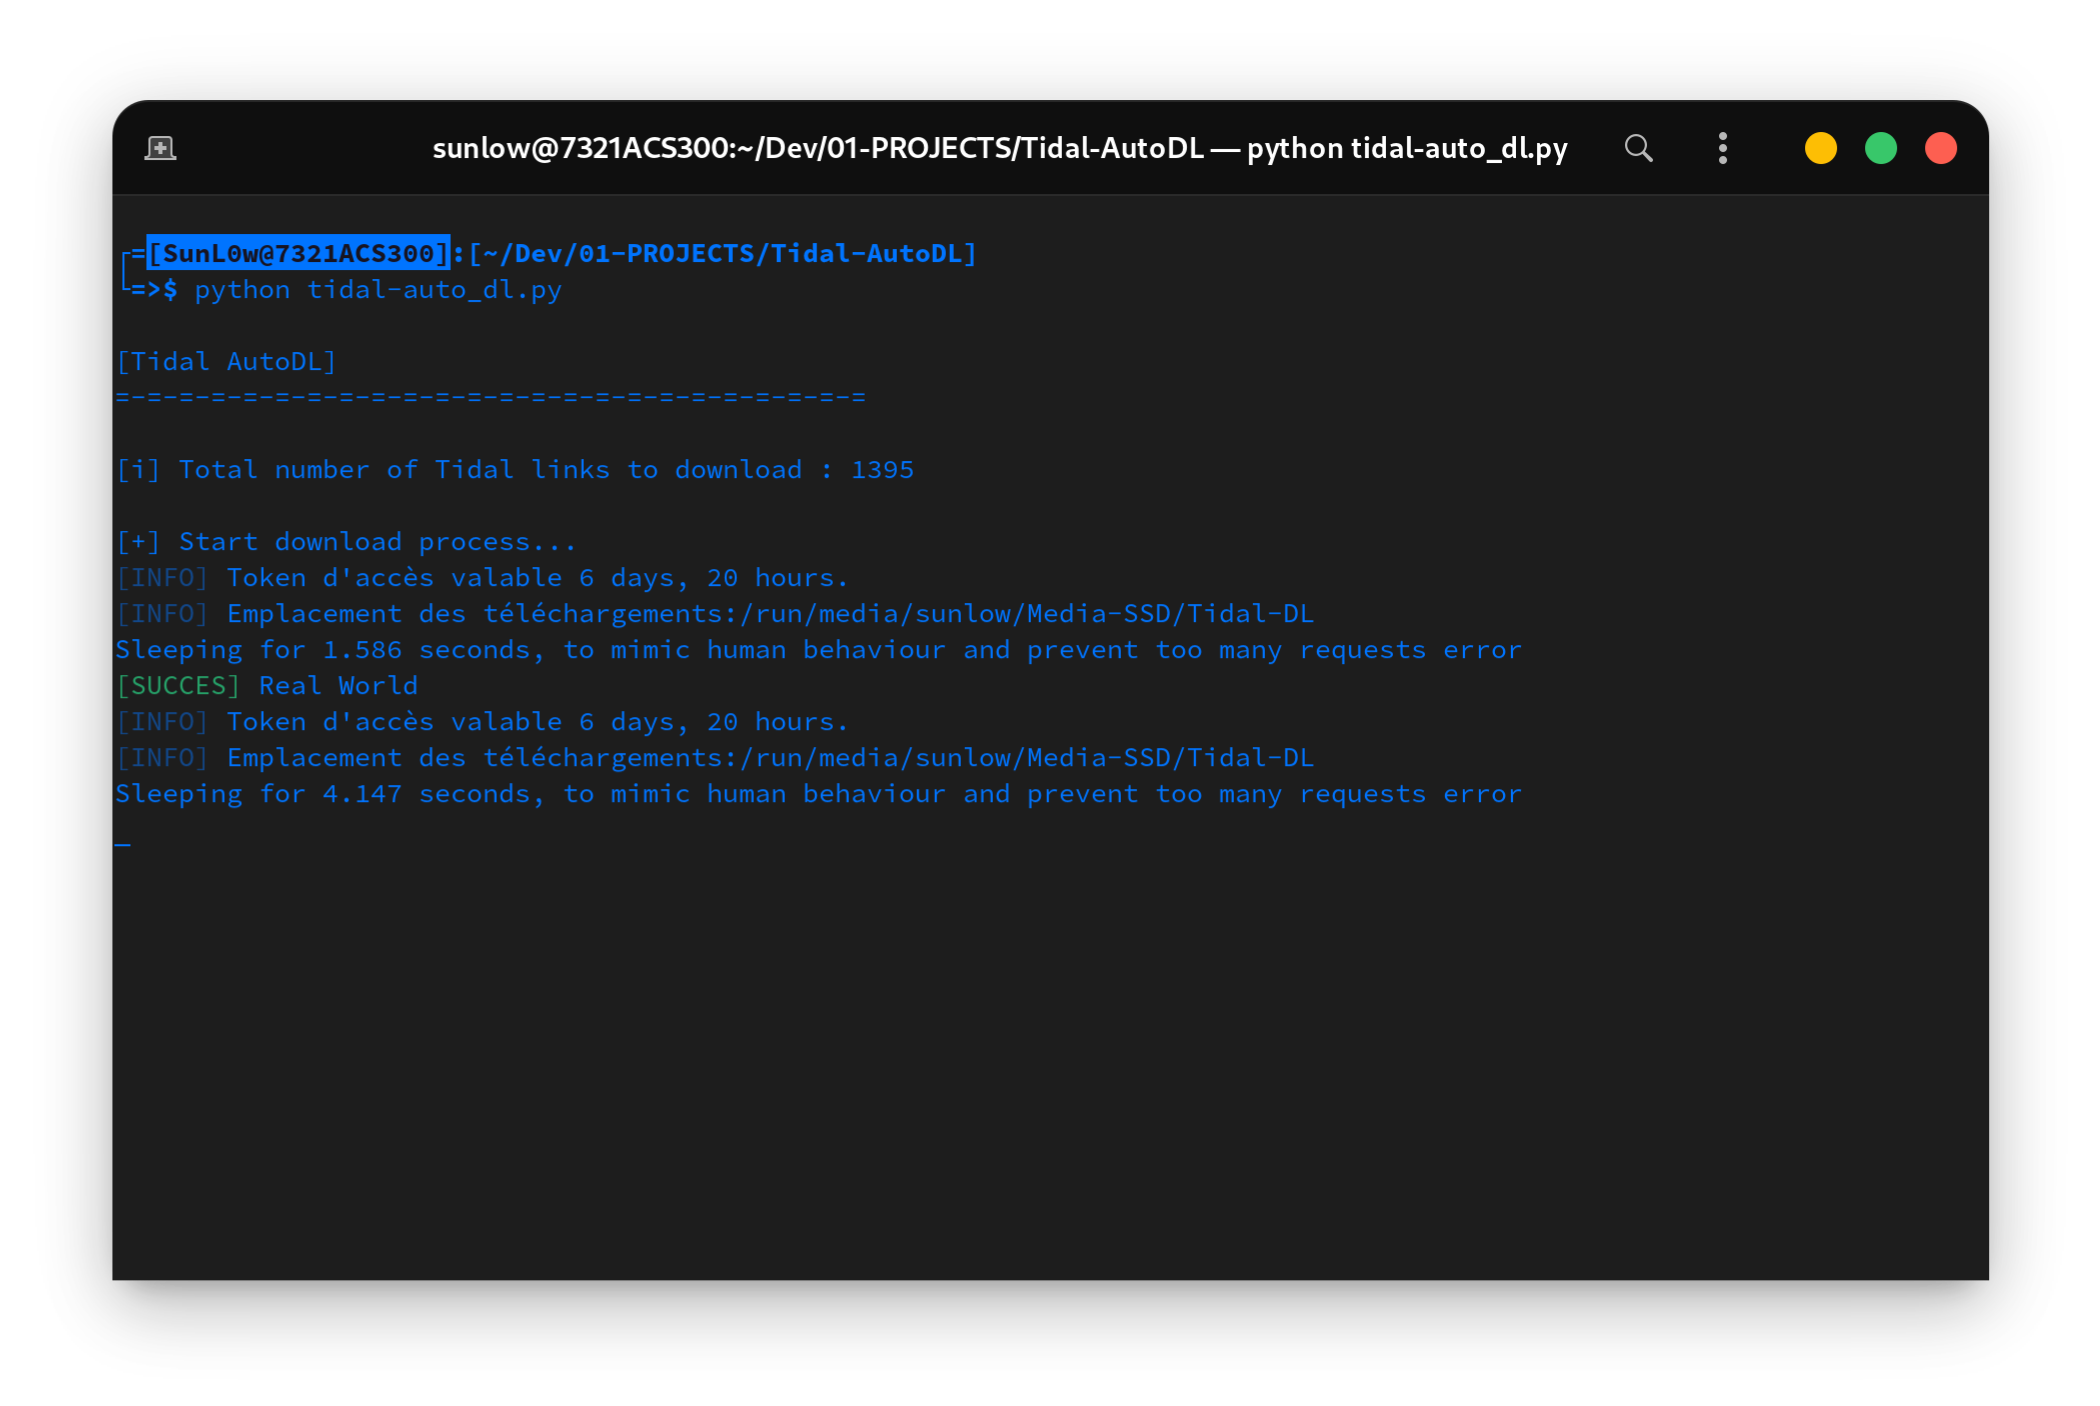 sunlow@7321ACS300:~/Dev/01-PROJECTS/Tidal-AutoDL — python tidal-auto_dl.py
┌=[SunL0w@7321ACS300]:[~/Dev/01-PROJECTS/Tidal-AutoDL]
└=>$ python tidal-auto_dl.py
[Tidal AutoDL]
=-=-=-=-=-=-=-=-=-=-=-=-=-=-=-=-=-=-=-=-=-=-=-=
[i] Total number of Tidal links to download : 1395
[+] Start download process...
[INFO] Token d'accès valable 6 days, 20 hours.
[INFO] Emplacement des téléchargements:/run/media/sunlow/Media-SSD/Tidal-DL
Sleeping for 1.586 seconds, to mimic human behaviour and prevent too many requests error
[SUCCES] Real World
[INFO] Token d'accès valable 6 days, 20 hours.
[INFO] Emplacement des téléchargements:/run/media/sunlow/Media-SSD/Tidal-DL
Sleeping for 4.147 seconds, to mimic human behaviour and prevent too many requests error
_